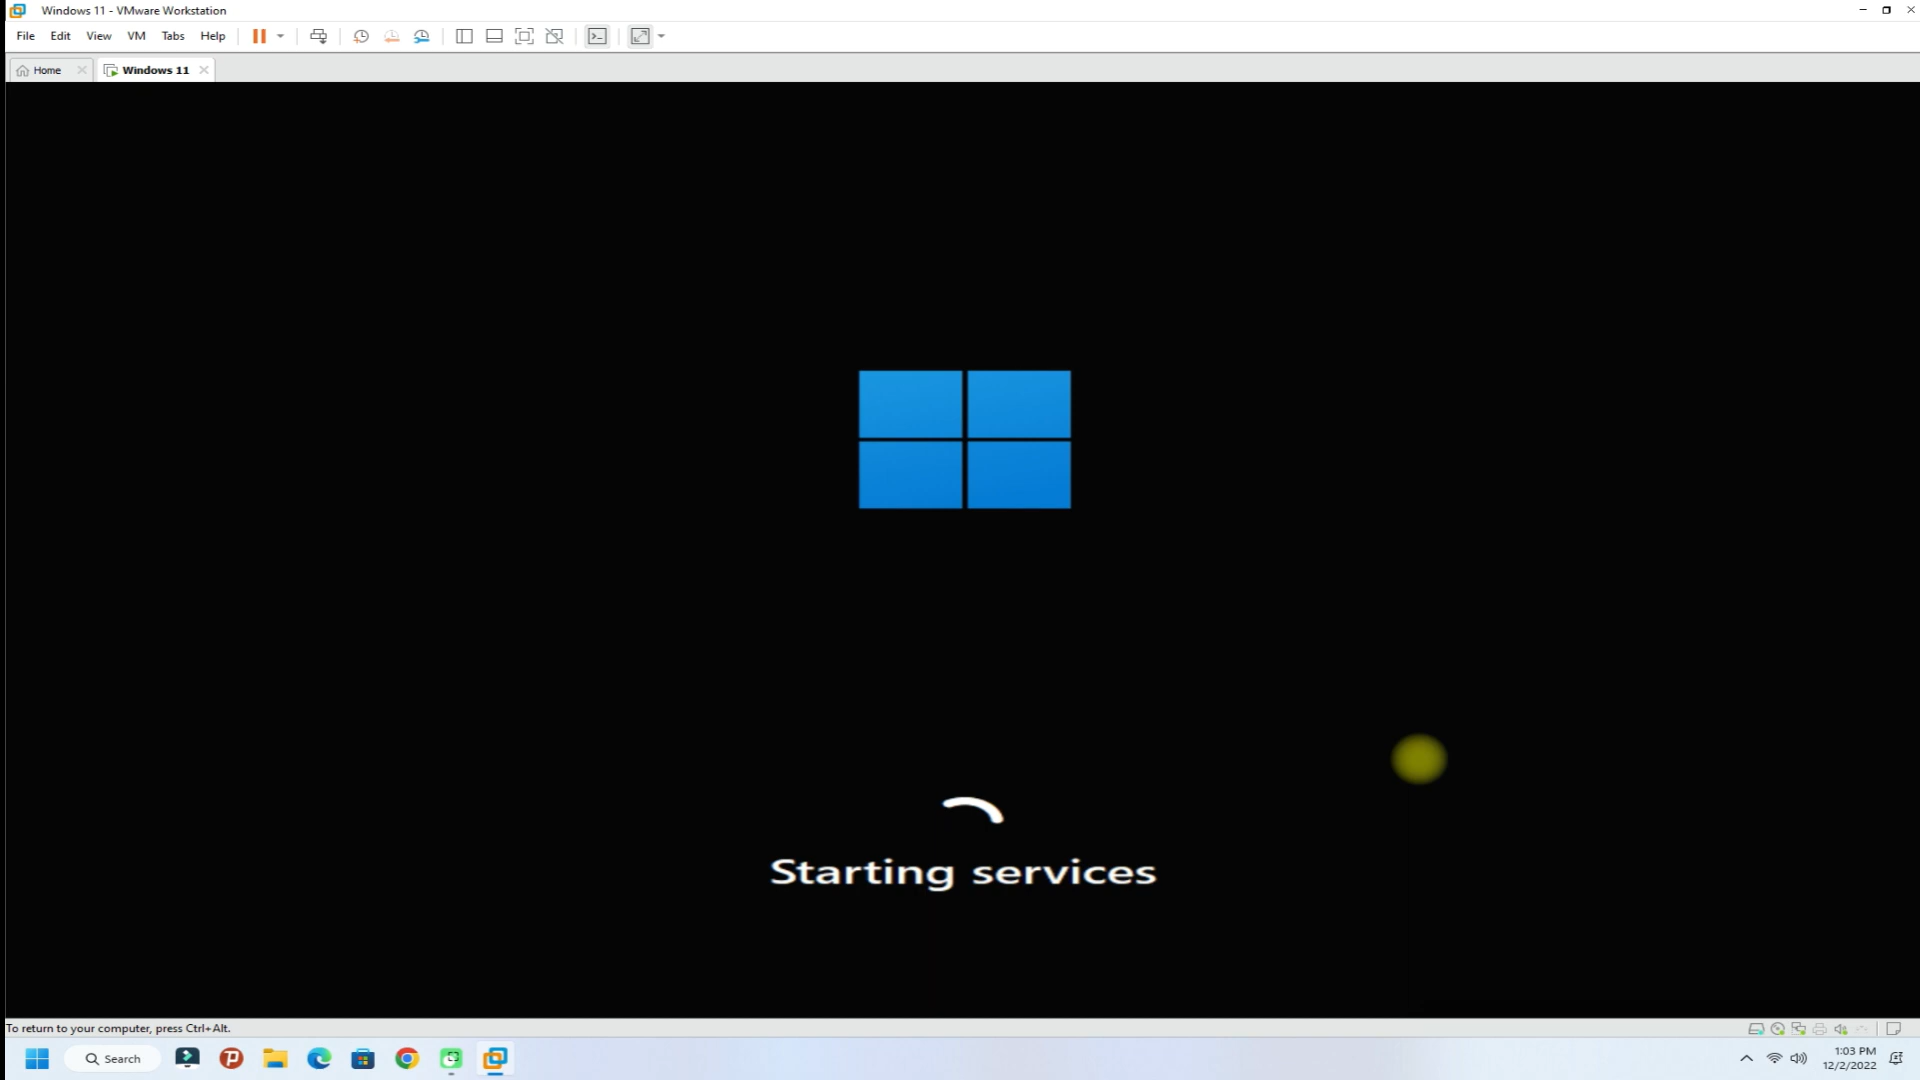 Windows 11 - VMware Workstation
File Edit View VM Tabs Help
Home Windows 11
Starting services
To return to your computer, press Ctrl+Alt.
Search
1:03 PM
12/2/2022